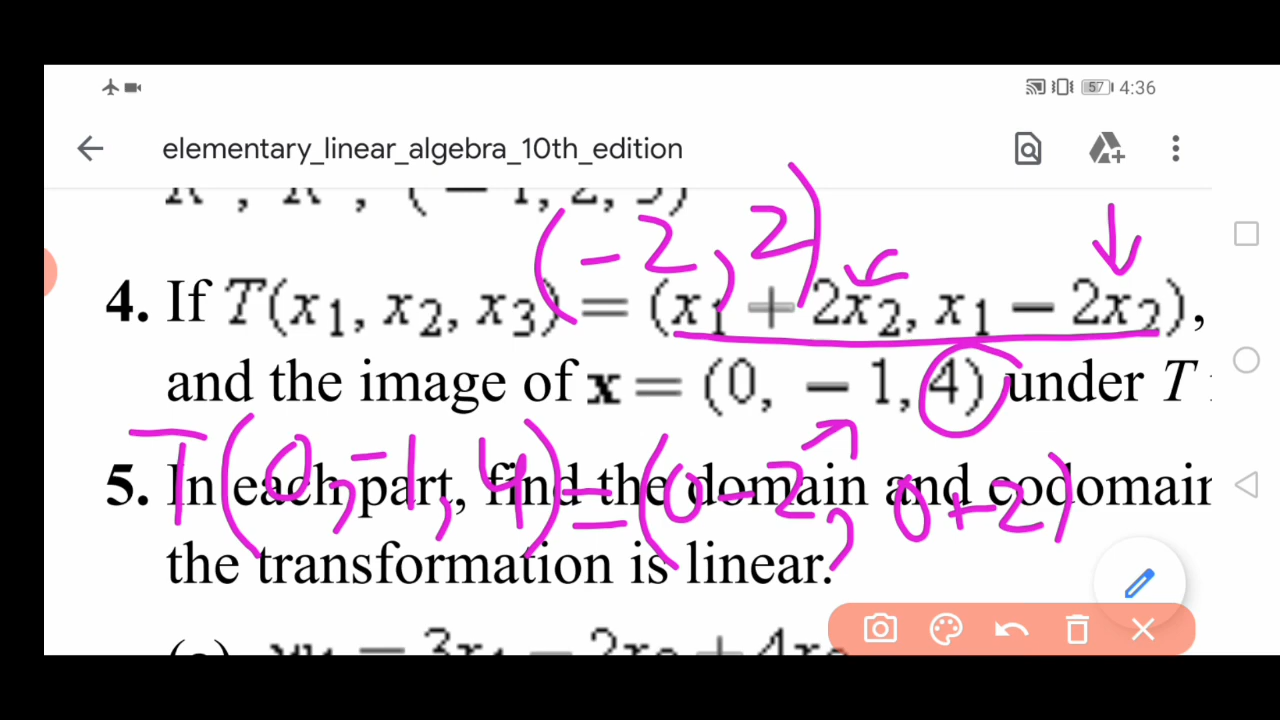 4:36
57
elementary_linear_algebra_10th_edition
(-2, 2)
4. If T(x₁, x₂, x₃) = (x₁ + 2x₂, x₁ − 2x₂),
and the image of x = (0, −1, 4) under T
T(0, -1, 4) = (0-2, 0+2)
5. In each part, find the domain and codomain
the transformation is linear.